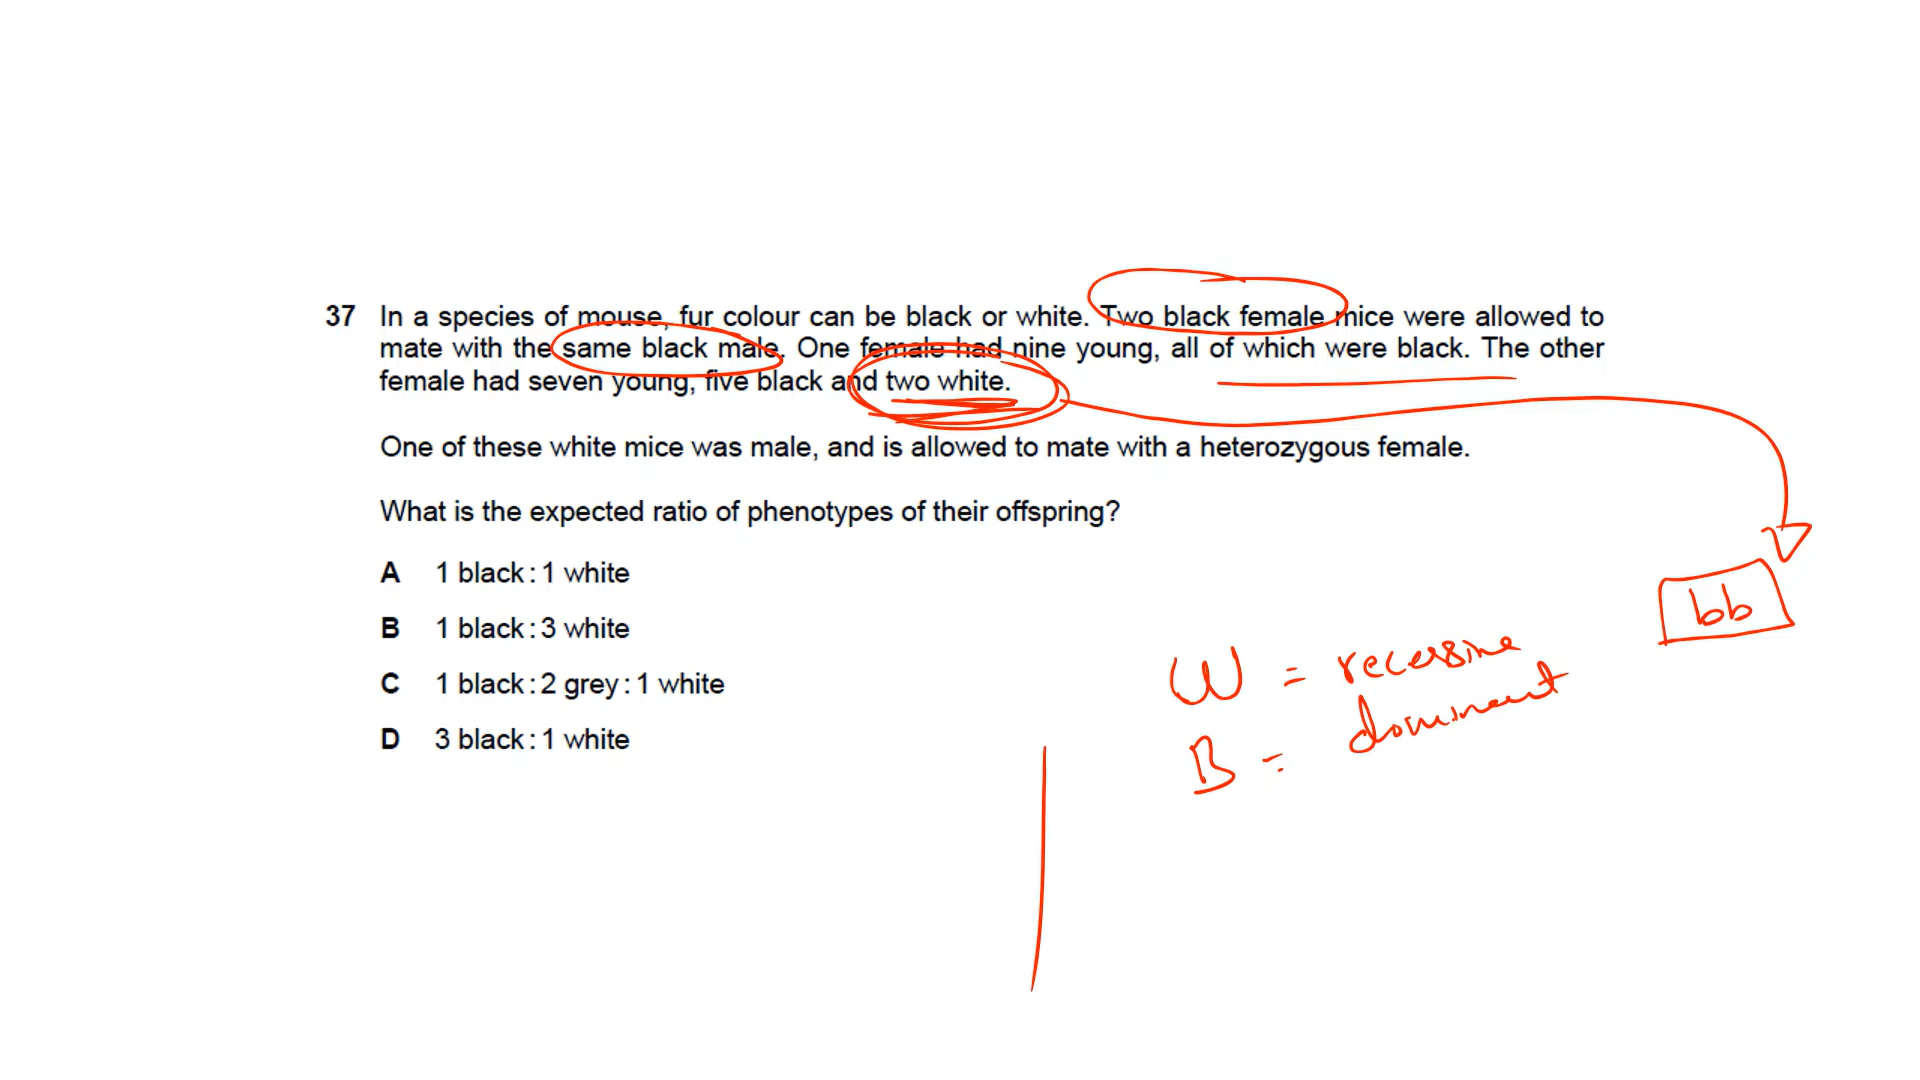 37 In a species of mouse, fur colour can be black or white. Two black female mice were allowed to
mate with the same black male. One female had nine young, all of which were black. The other
female had seven young, five black and two white.
One of these white mice was male, and is allowed to mate with a heterozygous female.
What is the expected ratio of phenotypes of their offspring?
A 1 black : 1 white
B 1 black : 3 white
C 1 black : 2 grey : 1 white
D 3 black : 1 white
bb
W = recessive
B = dominant